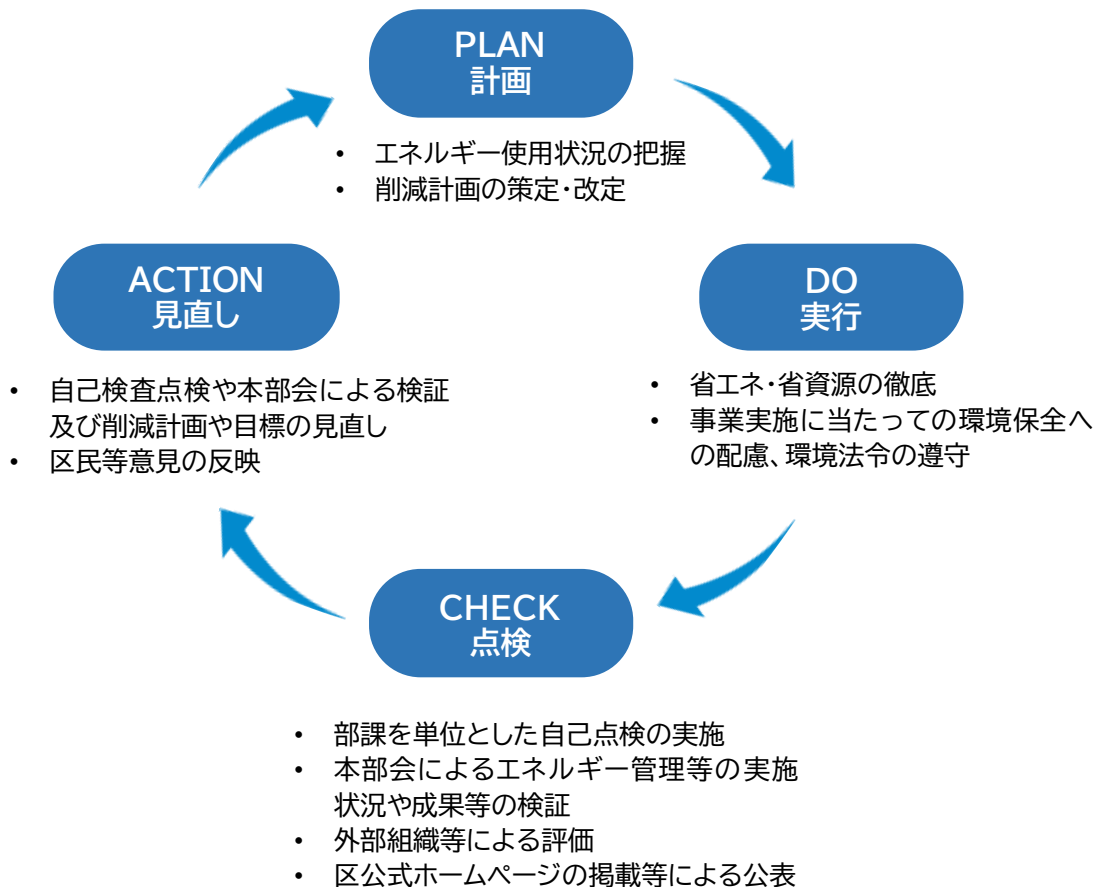 PLAN
計画
• エネルギー使用状況の把握
• 削減計画の策定・改定
ACTION
見直し
• 自己検査点検や本部会による検証
及び削減計画や目標の見直し
• 区民等意見の反映
DO
実行
• 省エネ・省資源の徹底
• 事業実施に当たっての環境保全へ
の配慮、環境法令の遵守
CHECK
点検
• 部課を単位とした自己点検の実施
• 本部会によるエネルギー管理等の実施
状況や成果等の検証
• 外部組織等による評価
• 区公式ホームページの掲載等による公表